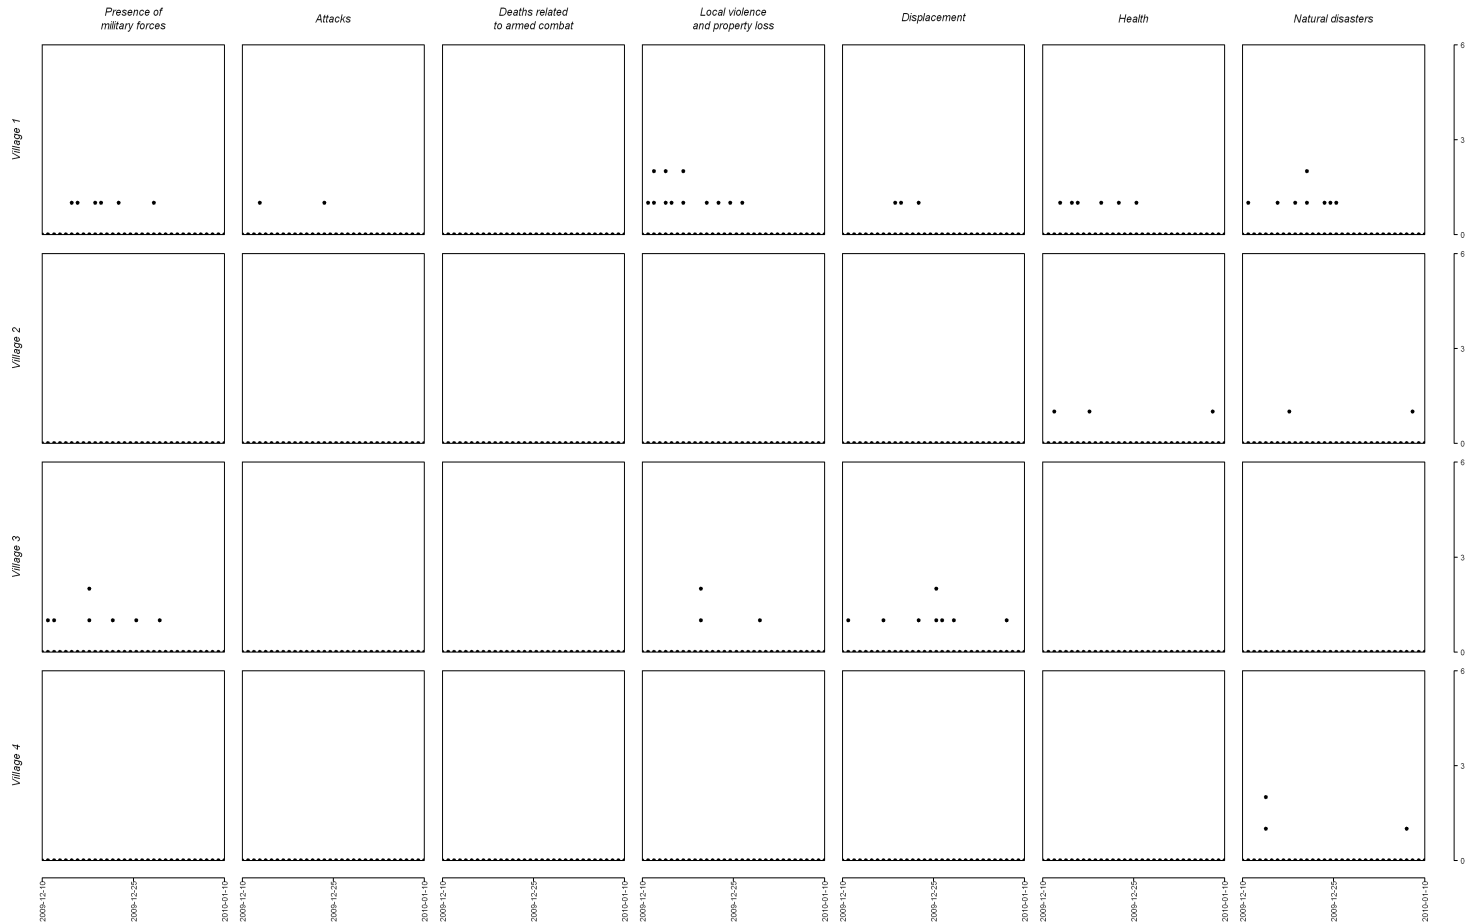 Presence of
military forces
Attacks
Deaths related
to armed combat
Local violence
and property loss
Displacement
Health
Natural disasters
Village 1
6
3
0
Village 2
6
3
0
Village 3
6
3
0
Village 4
6
3
0
2009-12-10
2009-12-25
2010-01-10
2009-12-10
2009-12-25
2010-01-10
2009-12-10
2009-12-25
2010-01-10
2009-12-10
2009-12-25
2010-01-10
2009-12-10
2009-12-25
2010-01-10
2009-12-10
2009-12-25
2010-01-10
2009-12-10
2009-12-25
2010-01-10